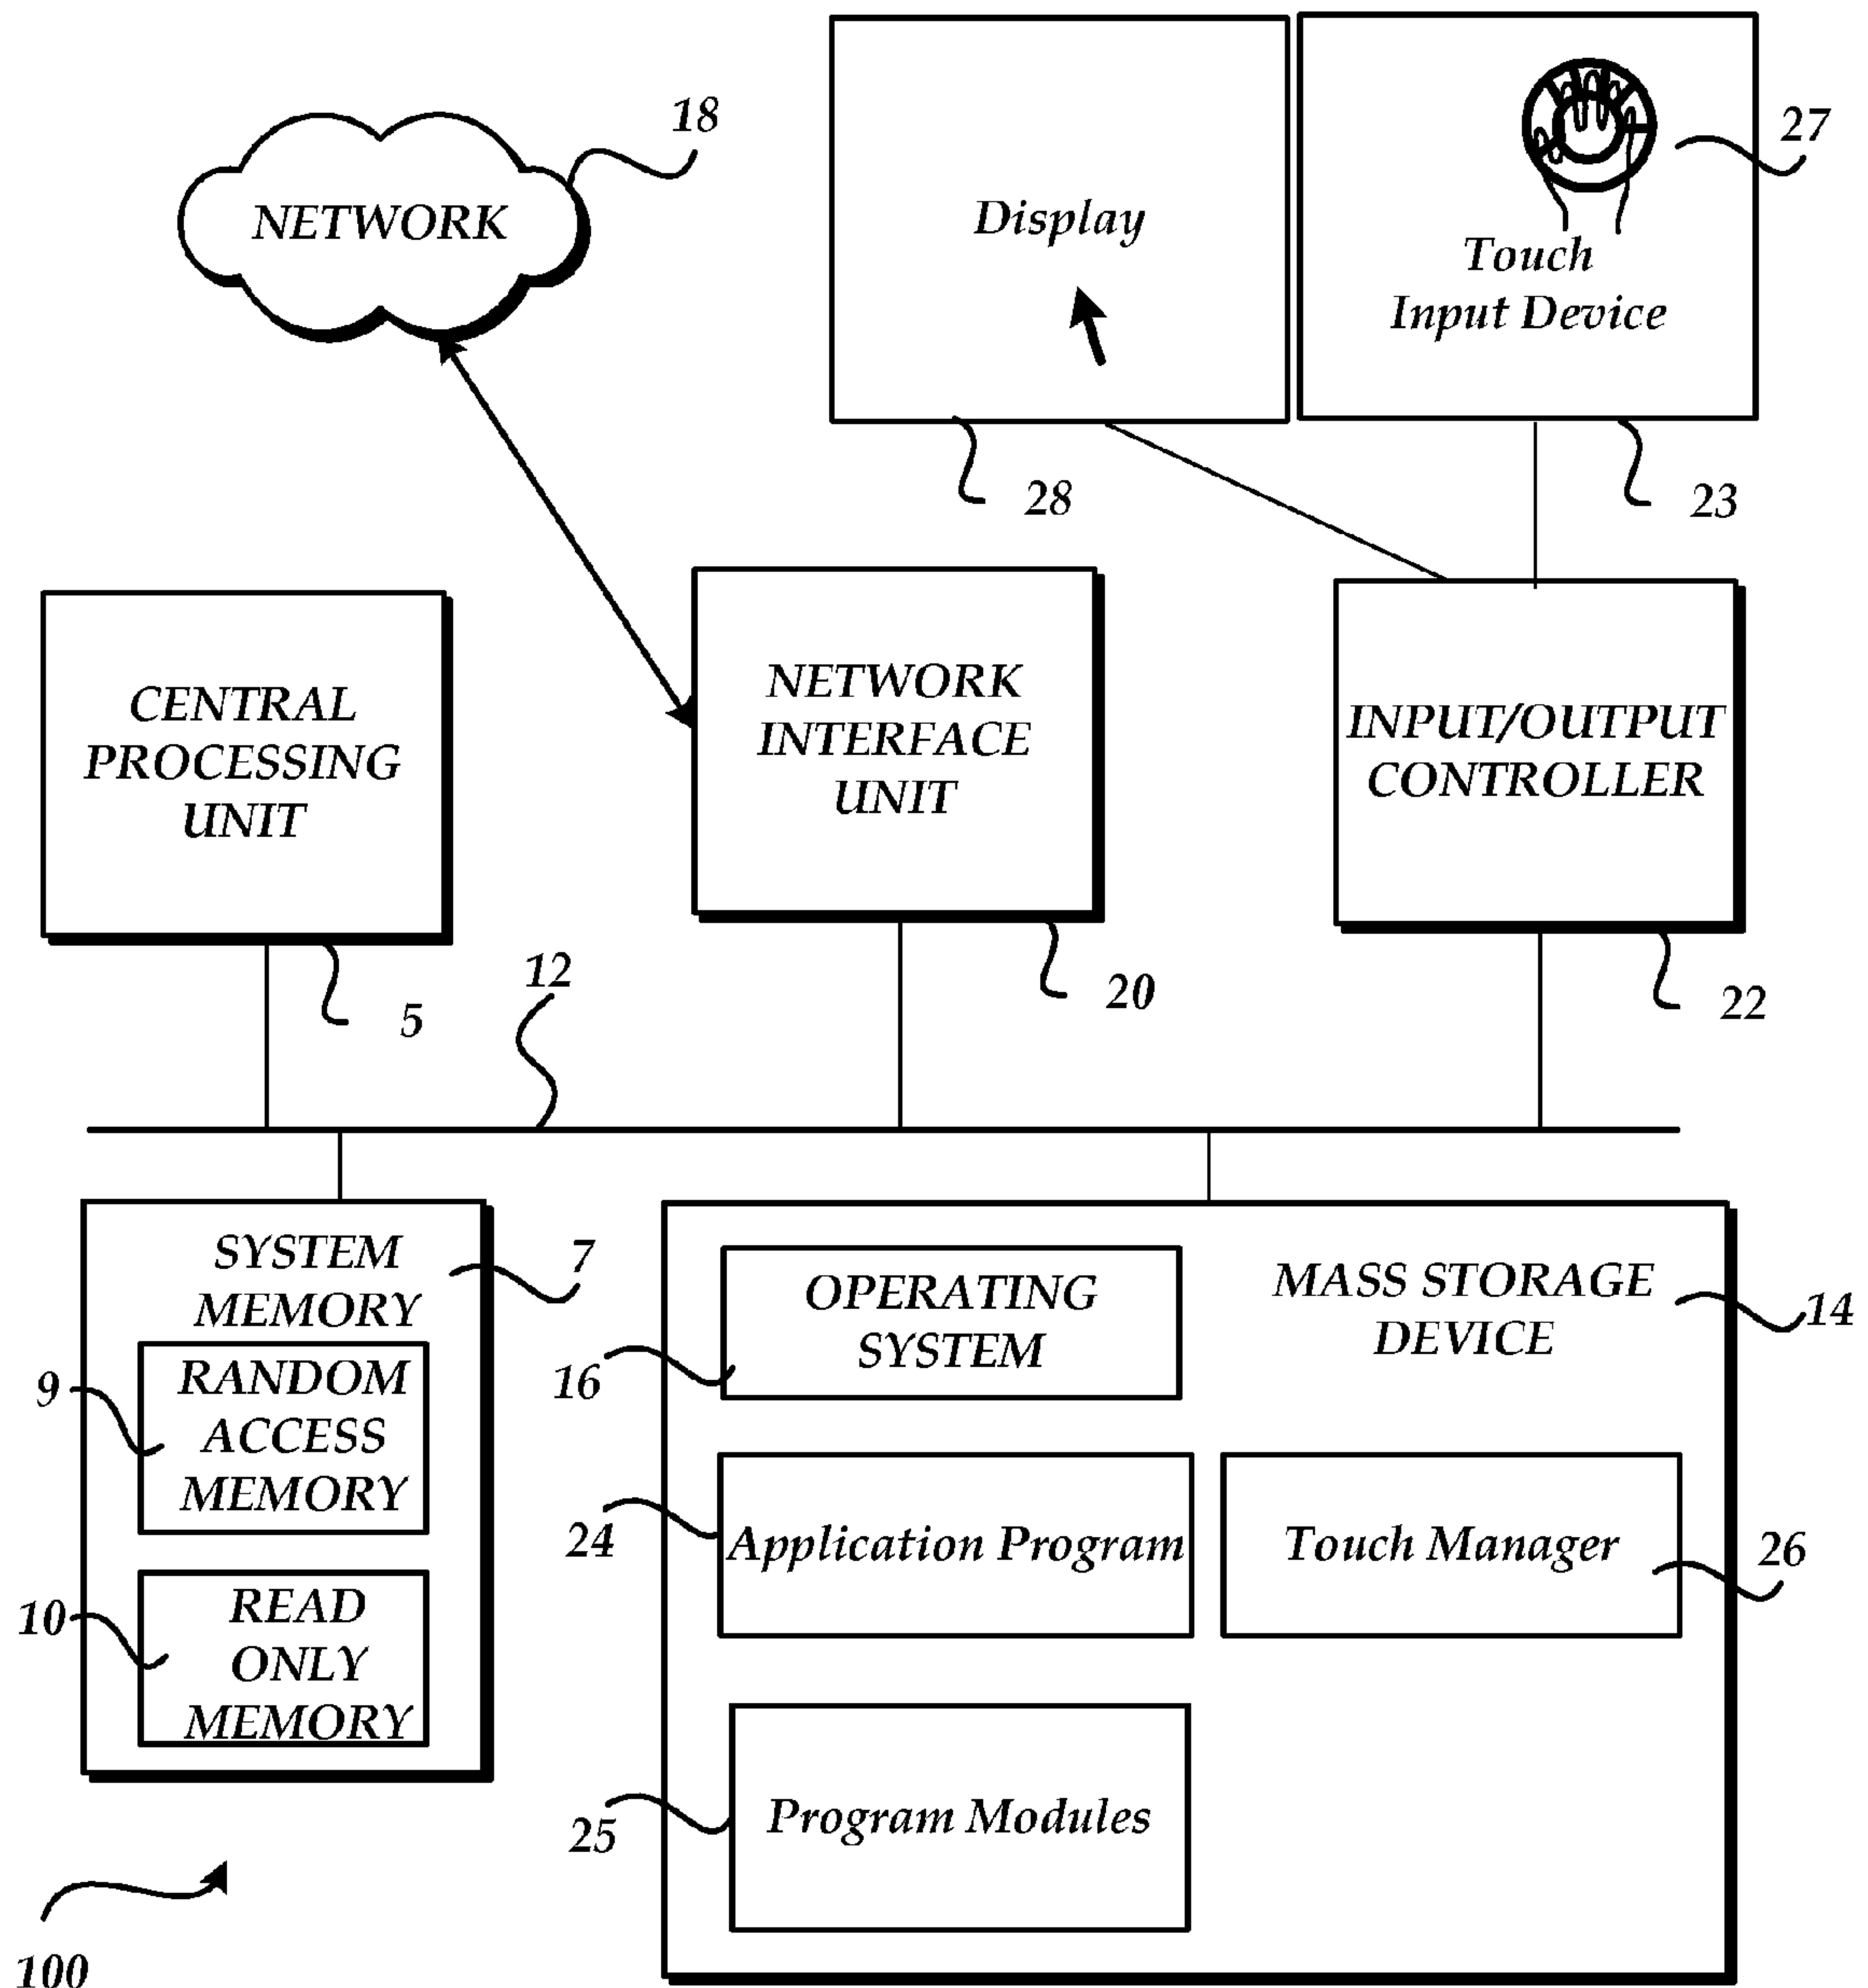 18
NETWORK
Display
27
Touch
Input Device
28
23
CENTRAL
PROCESSING
UNIT
NETWORK
INTERFACE
UNIT
INPUT/OUTPUT
CONTROLLER
5
12
20
22
SYSTEM
MEMORY
7
RANDOM
ACCESS
MEMORY
9
READ
ONLY
MEMORY
10
OPERATING
SYSTEM
16
MASS STORAGE
DEVICE
14
Application Program
24
Touch Manager
26
Program Modules
25
100